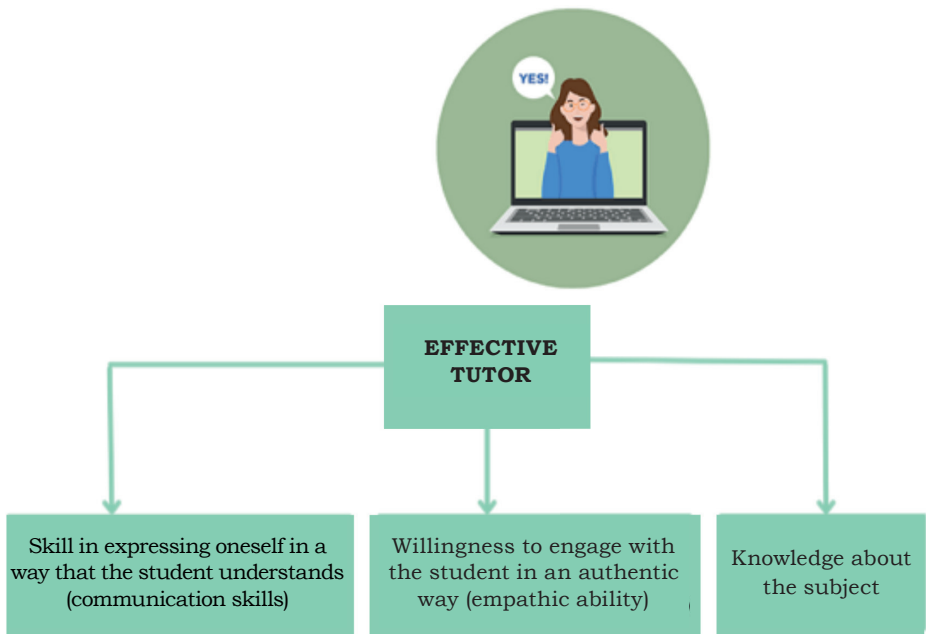 YES!
EFFECTIVE
TUTOR
Skill in expressing oneself in a
way that the student understands
(communication skills)
Willingness to engage with
the student in an authentic
way (empathic ability)
Knowledge about
the subject